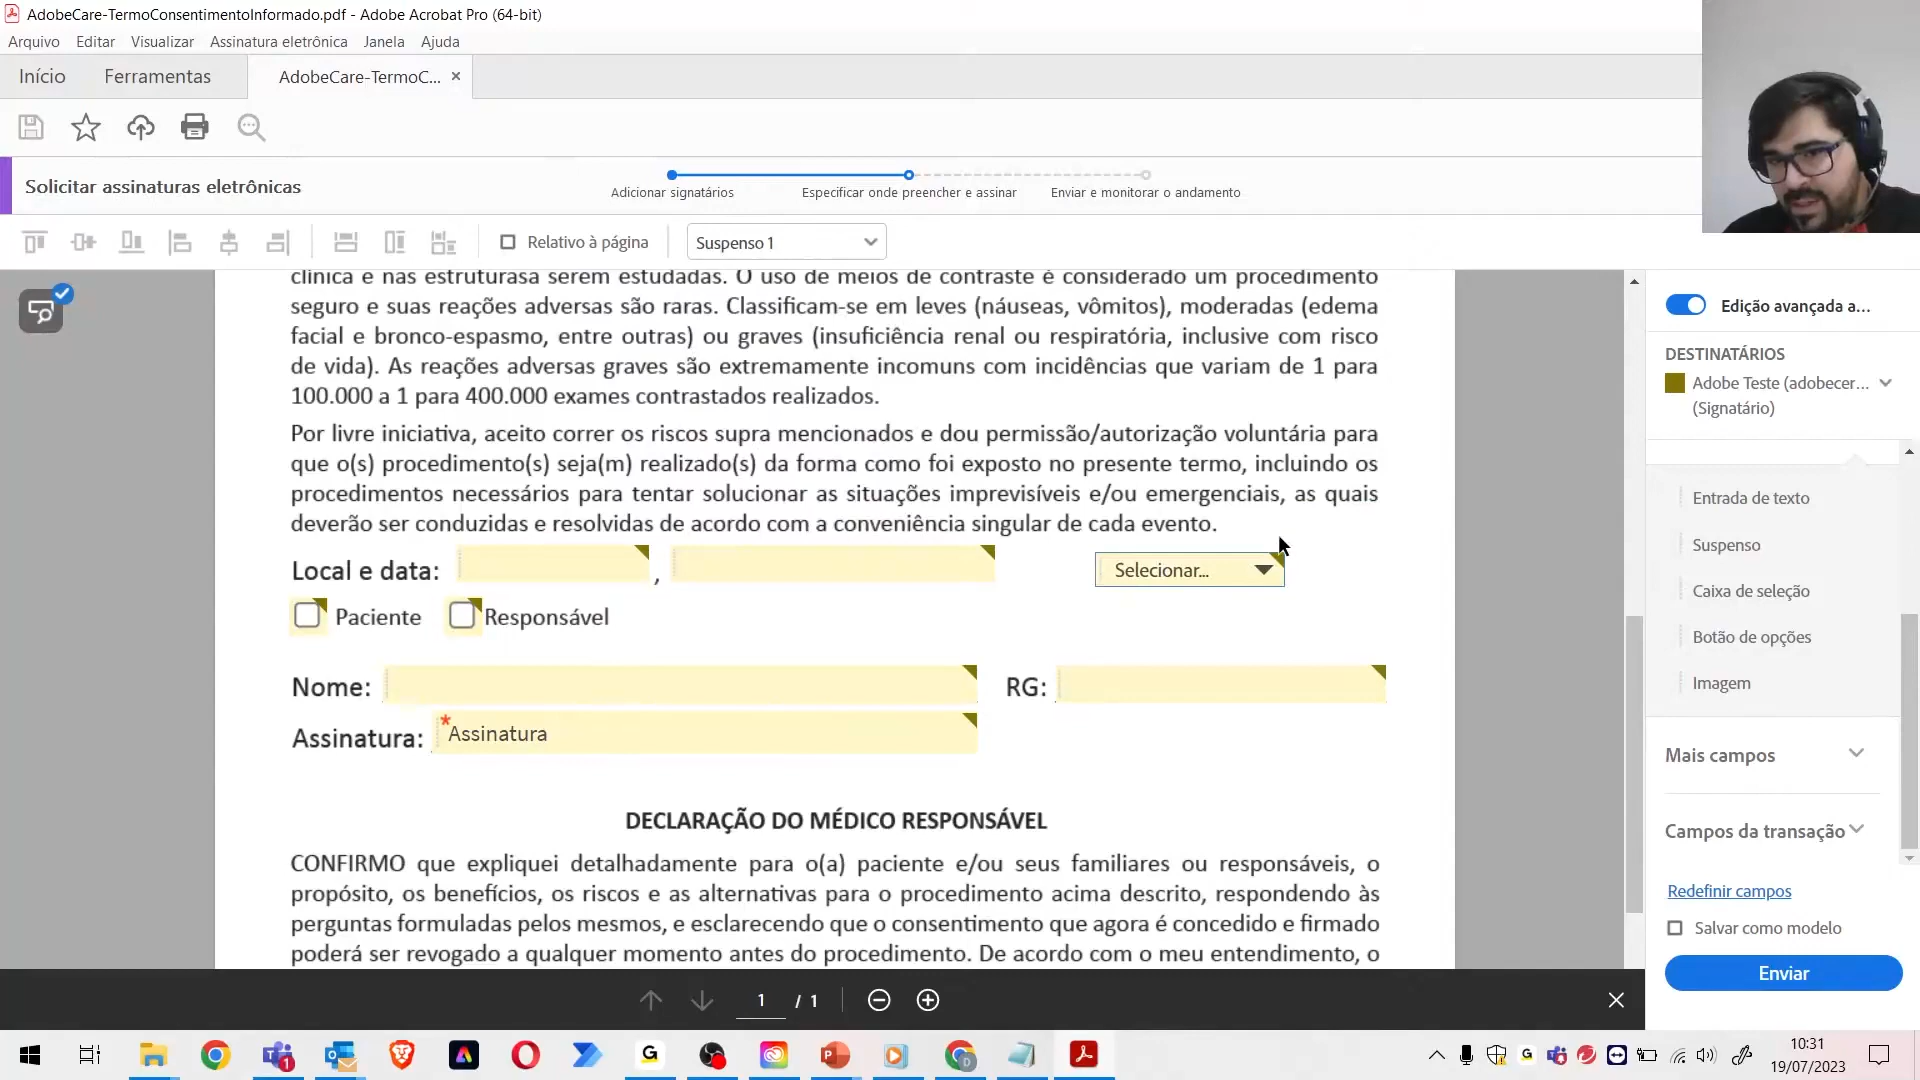 AdobeCare-TermoConsentimentoInformado.pdf - Adobe Acrobat Pro (64-bit)
Arquivo Editar Visualizar Assinatura eletrônica Janela Ajuda
Início Ferramentas AdobeCare-TermoC... ×
Solicitar assinaturas eletrônicas
Adicionar signatários Especificar onde preencher e assinar Enviar e monitorar o andamento
Relativo à página Suspenso 1
clínica e nas estruturasa serem estudadas. O uso de meios de contraste é considerado um procedimento
seguro e suas reações adversas são raras. Classificam-se em leves (náuseas, vômitos), moderadas (edema
facial e bronco-espasmo, entre outras) ou graves (insuficiência renal ou respiratória, inclusive com risco
de vida). As reações adversas graves são extremamente incomuns com incidências que variam de 1 para
100.000 a 1 para 400.000 exames contrastados realizados.
Por livre iniciativa, aceito correr os riscos supra mencionados e dou permissão/autorização voluntária para
que o(s) procedimento(s) seja(m) realizado(s) da forma como foi exposto no presente termo, incluindo os
procedimentos necessários para tentar solucionar as situações imprevisíveis e/ou emergenciais, as quais
deverão ser conduzidas e resolvidas de acordo com a conveniência singular de cada evento.
Local e data: , Selecionar...
Paciente Responsável
Nome: RG:
Assinatura: * Assinatura
DECLARAÇÃO DO MÉDICO RESPONSÁVEL
CONFIRMO que expliquei detalhadamente para o(a) paciente e/ou seus familiares ou responsáveis, o
propósito, os benefícios, os riscos e as alternativas para o procedimento acima descrito, respondendo às
perguntas formuladas pelos mesmos, e esclarecendo que o consentimento que agora é concedido e firmado
poderá ser revogado a qualquer momento antes do procedimento. De acordo com o meu entendimento, o
Edição avançada a...
DESTINATÁRIOS
Adobe Teste (adobecer...
(Signatário)
Entrada de texto
Suspenso
Caixa de seleção
Botão de opções
Imagem
Mais campos
Campos da transação
Redefinir campos
Salvar como modelo
Enviar
1 / 1
10:31
19/07/2023